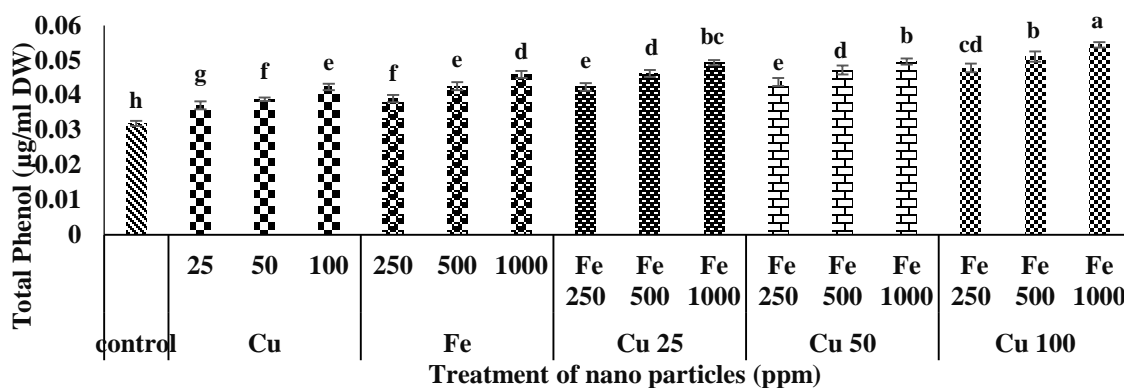 Total Phenol (µg/ml DW)
0.06
0.05
0.04
0.03
0.02
0.01
0
h g f e f e d e d bc e d b cd b a
25 50 100 250 500 1000 Fe Fe Fe Fe Fe Fe Fe Fe Fe
250 500 1000 250 500 1000 250 500 1000
control Cu Fe Cu 25 Cu 50 Cu 100
Treatment of nano particles (ppm)